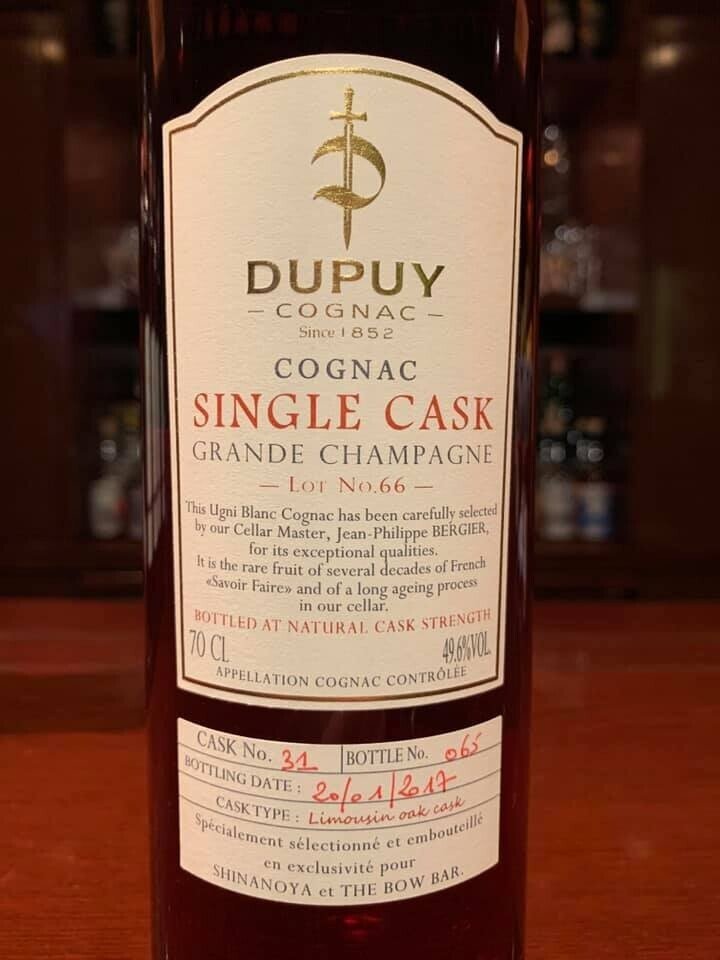 DUPUY
– COGNAC –
Since 1852
COGNAC
SINGLE CASK
GRANDE CHAMPAGNE
— LOT NO.66 —
This Ugni Blanc Cognac has been carefully selected
by our Cellar Master, Jean-Philippe BERGIER,
for its exceptional qualities.
It is the rare fruit of several decades of French
«Savoir Faire» and of a long ageing process
in our cellar.
BOTTLED AT NATURAL CASK STRENGTH
70 CL 49.6%VOL.
APPELLATION COGNAC CONTRÔLÉE
CASK No. 31 BOTTLE No. 065
BOTTLING DATE : 20/01/2017
CASK TYPE : Limousin oak cask
Spécialement sélectionné et embouteillé
en exclusivité pour
SHINANOYA et THE BOW BAR.